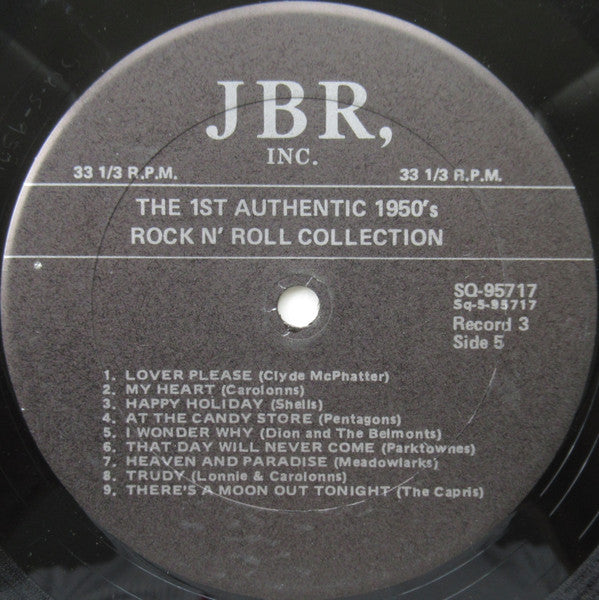 JBR,
INC.
33 1/3 R.P.M. 33 1/3 R.P.M.
THE 1ST AUTHENTIC 1950's
ROCK N' ROLL COLLECTION
SQ-95717
Sq-5-95717
Record 3
Side 5
1. LOVER PLEASE (Clyde McPhatter)
2. MY HEART (Carolonns)
3. HAPPY HOLIDAY (Shells)
4. AT THE CANDY STORE (Pentagons)
5. I WONDER WHY (Dion and The Belmonts)
6. THAT DAY WILL NEVER COME (Parktownes)
7. HEAVEN AND PARADISE (Meadowlarks)
8. TRUDY (Lonnie & Carolonns)
9. THERE'S A MOON OUT TONIGHT (The Capris)